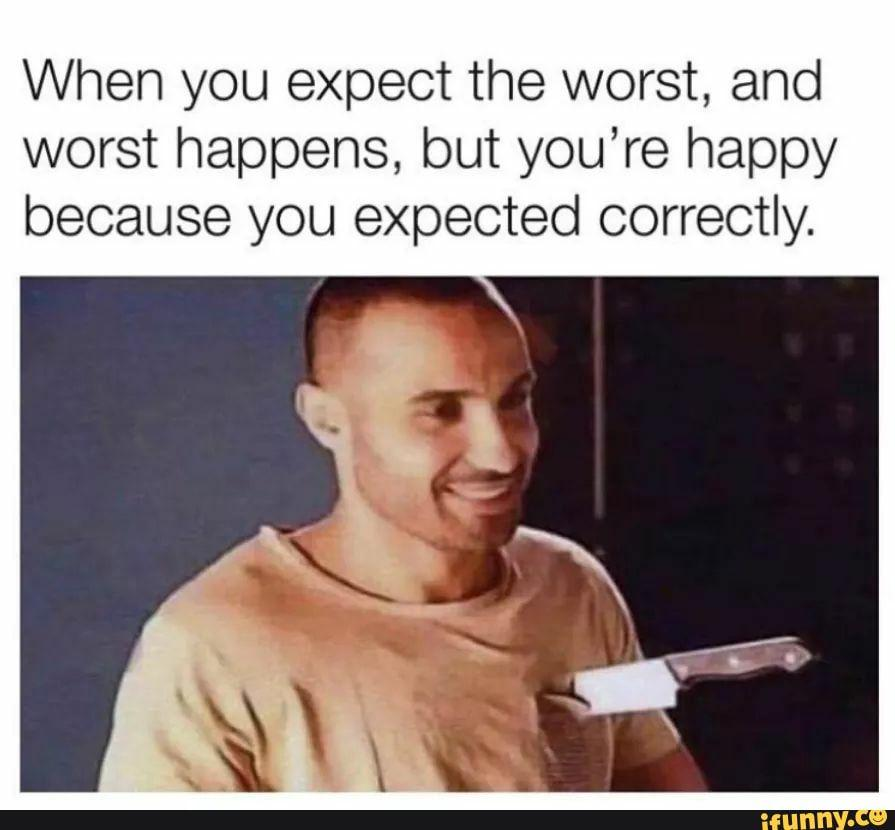 When you expect the worst, and
worst happens, but you're happy
because you expected correctly.
ifunny.co